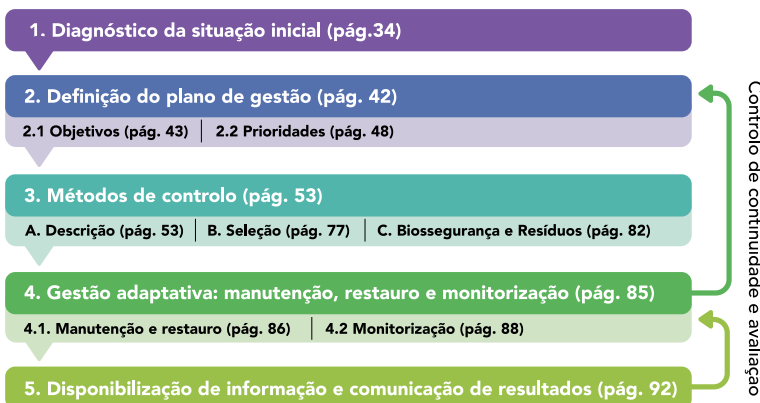 1. Diagnóstico da situação inicial (pág.34)
2. Definição do plano de gestão (pág. 42)
2.1 Objetivos (pág. 43) | 2.2 Prioridades (pág. 48)
3. Métodos de controlo (pág. 53)
A. Descrição (pág. 53) | B. Seleção (pág. 77) | C. Biossegurança e Resíduos (pág. 82)
4. Gestão adaptativa: manutenção, restauro e monitorização (pág. 85)
4.1. Manutenção e restauro (pág. 86) | 4.2 Monitorização (pág. 88)
5. Disponibilização de informação e comunicação de resultados (pág. 92)
Controlo de continuidade e avaliação